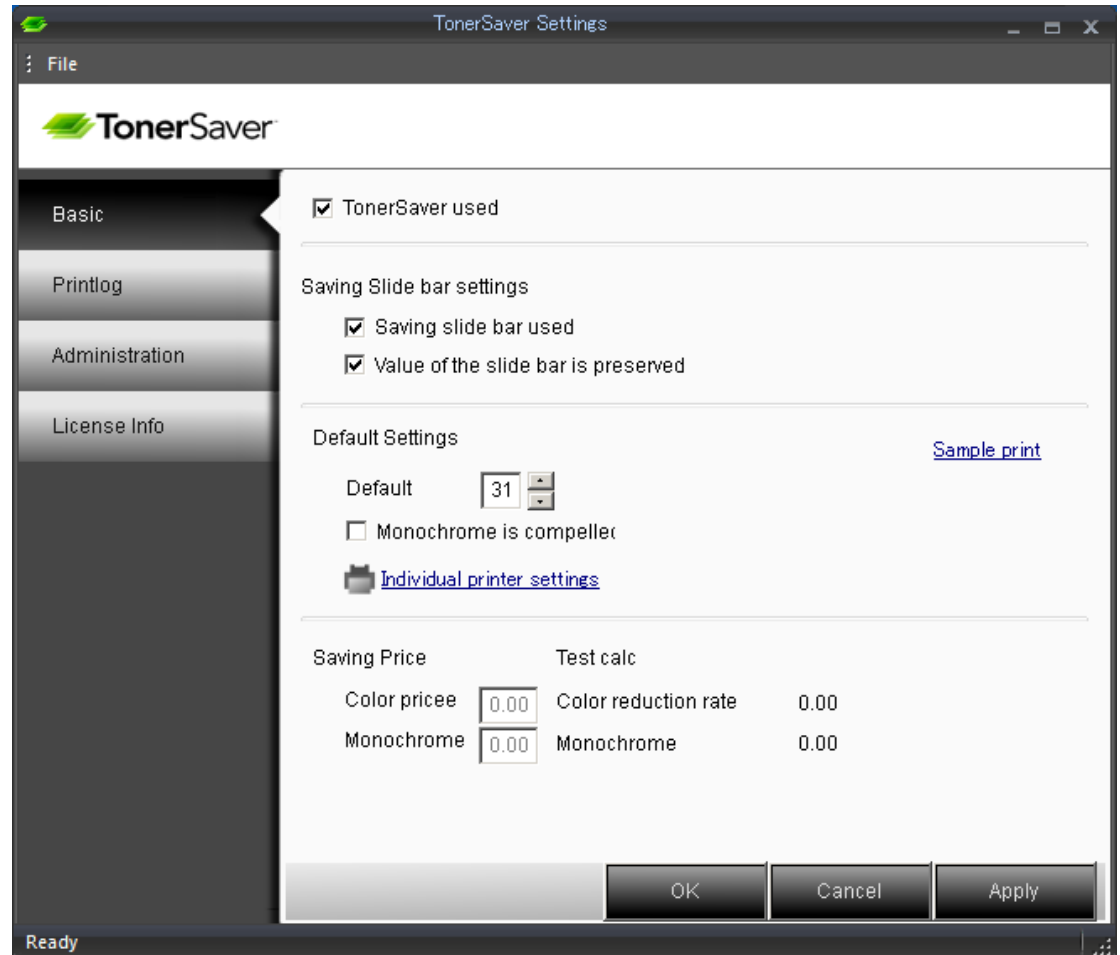 TonerSaver Settings
File
TonerSaver
Basic
Printlog
Administration
License Info
TonerSaver used
Saving Slide bar settings
Saving slide bar used
Value of the slide bar is preserved
Default Settings
Sample print
Default 31
Monochrome is compelled
Individual printer settings
Saving Price Test calc
Color pricee 0.00 Color reduction rate 0.00
Monochrome 0.00 Monochrome 0.00
OK Cancel Apply
Ready